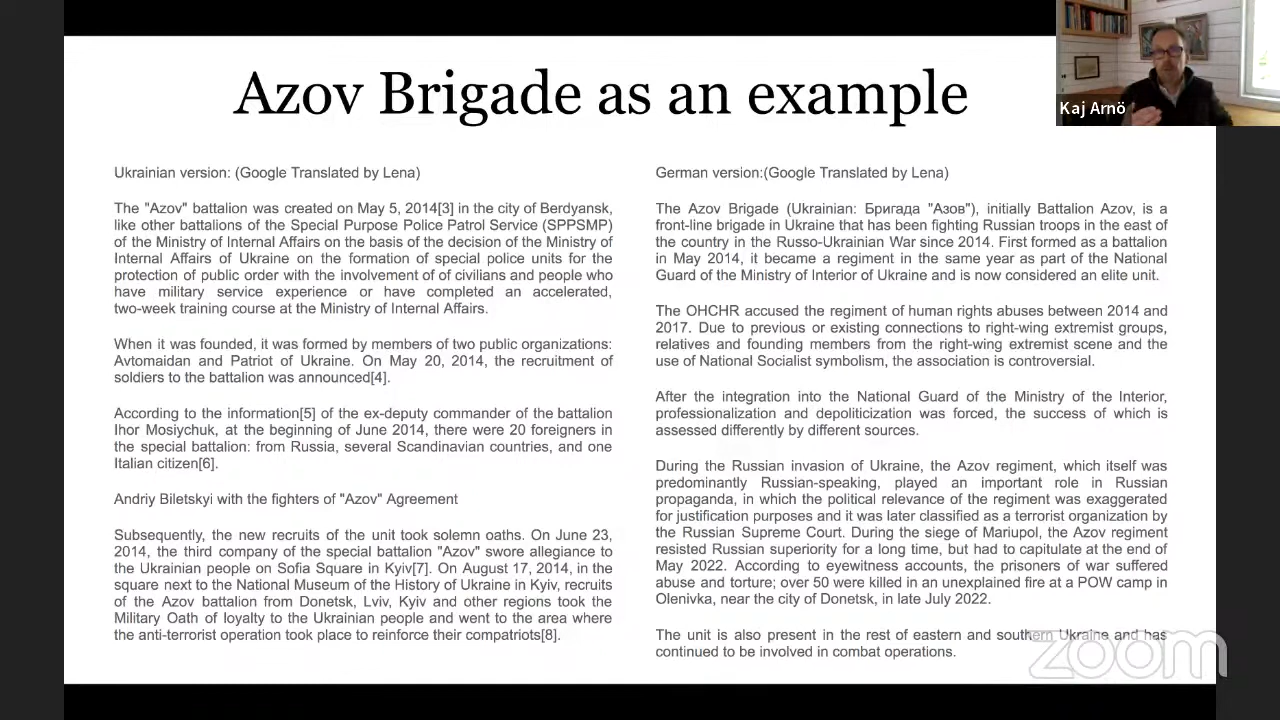 Azov Brigade as an example
Kaj Arnö
Ukrainian version: (Google Translated by Lena)
The "Azov" battalion was created on May 5, 2014[3] in the city of Berdyansk,
like other battalions of the Special Purpose Police Patrol Service (SPPSMP)
of the Ministry of Internal Affairs on the basis of the decision of the Ministry of
Internal Affairs of Ukraine on the formation of special police units for the
protection of public order with the involvement of of civilians and people who
have military service experience or have completed an accelerated,
two-week training course at the Ministry of Internal Affairs.
When it was founded, it was formed by members of two public organizations:
Avtomaidan and Patriot of Ukraine. On May 20, 2014, the recruitment of
soldiers to the battalion was announced[4].
According to the information[5] of the ex-deputy commander of the battalion
Ihor Mosiychuk, at the beginning of June 2014, there were 20 foreigners in
the special battalion: from Russia, several Scandinavian countries, and one
Italian citizen[6].
Andriy Biletskyi with the fighters of "Azov" Agreement
Subsequently, the new recruits of the unit took solemn oaths. On June 23,
2014, the third company of the special battalion "Azov" swore allegiance to
the Ukrainian people on Sofia Square in Kyiv[7]. On August 17, 2014, in the
square next to the National Museum of the History of Ukraine in Kyiv, recruits
of the Azov battalion from Donetsk, Lviv, Kyiv and other regions took the
Military Oath of loyalty to the Ukrainian people and went to the area where
the anti-terrorist operation took place to reinforce their compatriots[8].
German version:(Google Translated by Lena)
The Azov Brigade (Ukrainian: Бригада "Азов"), initially Battalion Azov, is a
front-line brigade in Ukraine that has been fighting Russian troops in the east of
the country in the Russo-Ukrainian War since 2014. First formed as a battalion
in May 2014, it became a regiment in the same year as part of the National
Guard of the Ministry of Interior of Ukraine and is now considered an elite unit.
The OHCHR accused the regiment of human rights abuses between 2014 and
2017. Due to previous or existing connections to right-wing extremist groups,
relatives and founding members from the right-wing extremist scene and the
use of National Socialist symbolism, the association is controversial.
After the integration into the National Guard of the Ministry of the Interior,
professionalization and depoliticization was forced, the success of which is
assessed differently by different sources.
During the Russian invasion of Ukraine, the Azov regiment, which itself was
predominantly Russian-speaking, played an important role in Russian
propaganda, in which the political relevance of the regiment was exaggerated
for justification purposes and it was later classified as a terrorist organization by
the Russian Supreme Court. During the siege of Mariupol, the Azov regiment
resisted Russian superiority for a long time, but had to capitulate at the end of
May 2022. According to eyewitness accounts, the prisoners of war suffered
abuse and torture; over 50 were killed in an unexplained fire at a POW camp in
Olenivka, near the city of Donetsk, in late July 2022.
The unit is also present in the rest of eastern and southern Ukraine and has
continued to be involved in combat operations.
zoom